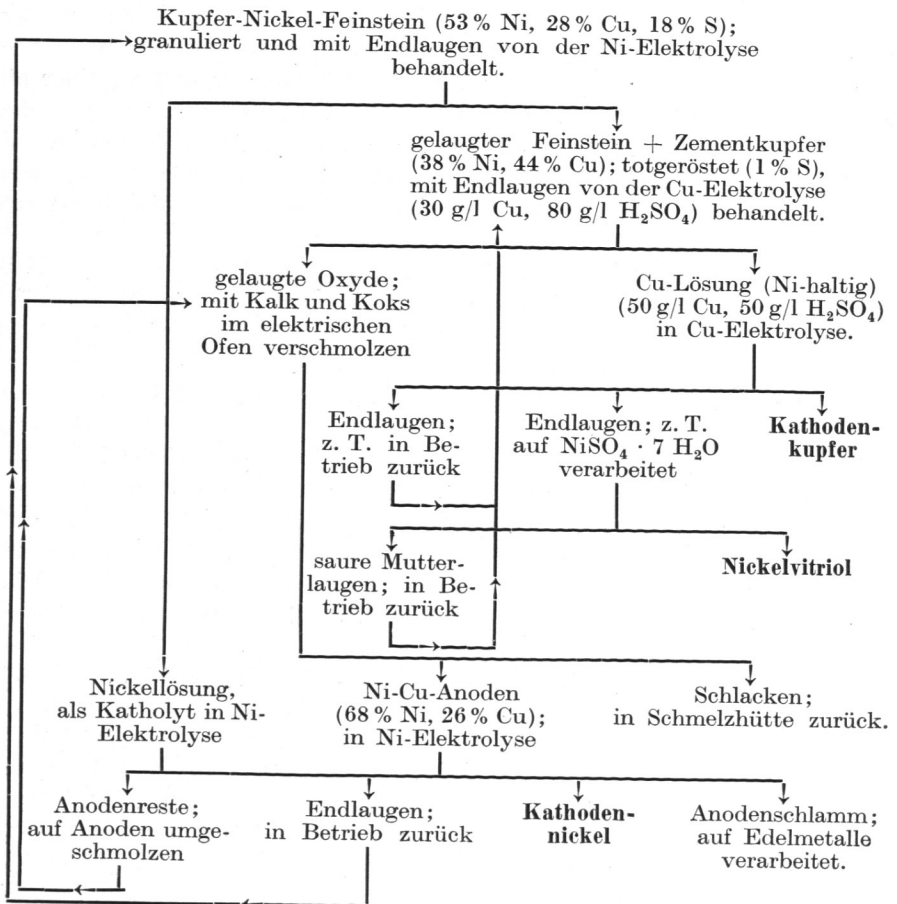 Kupfer-Nickel-Feinstein (53 % Ni, 28 % Cu, 18 % S);
granuliert und mit Endlaugen von der Ni-Elektrolyse
behandelt.
gelaugter Feinstein + Zementkupfer
(38 % Ni, 44 % Cu); totgeröstet (1 % S),
mit Endlaugen von der Cu-Elektrolyse
(30 g/l Cu, 80 g/l H₂SO₄) behandelt.
gelaugte Oxyde;
mit Kalk und Koks
im elektrischen
Ofen verschmolzen
Cu-Lösung (Ni-haltig)
(50 g/l Cu, 50 g/l H₂SO₄)
in Cu-Elektrolyse.
Endlaugen;
z. T. in Be-
trieb zurück
Endlaugen; z. T.
auf NiSO₄ · 7 H₂O
verarbeitet
Kathoden-
kupfer
saure Mutter-
laugen; in Be-
trieb zurück
Nickelvitriol
Nickellösung,
als Katholyt in Ni-
Elektrolyse
Ni-Cu-Anoden
(68 % Ni, 26 % Cu);
in Ni-Elektrolyse
Schlacken;
in Schmelzhütte zurück.
Anodenreste;
auf Anoden umge-
schmolzen
Endlaugen;
in Betrieb zurück
Kathoden-
nickel
Anodenschlamm;
auf Edelmetalle
verarbeitet.